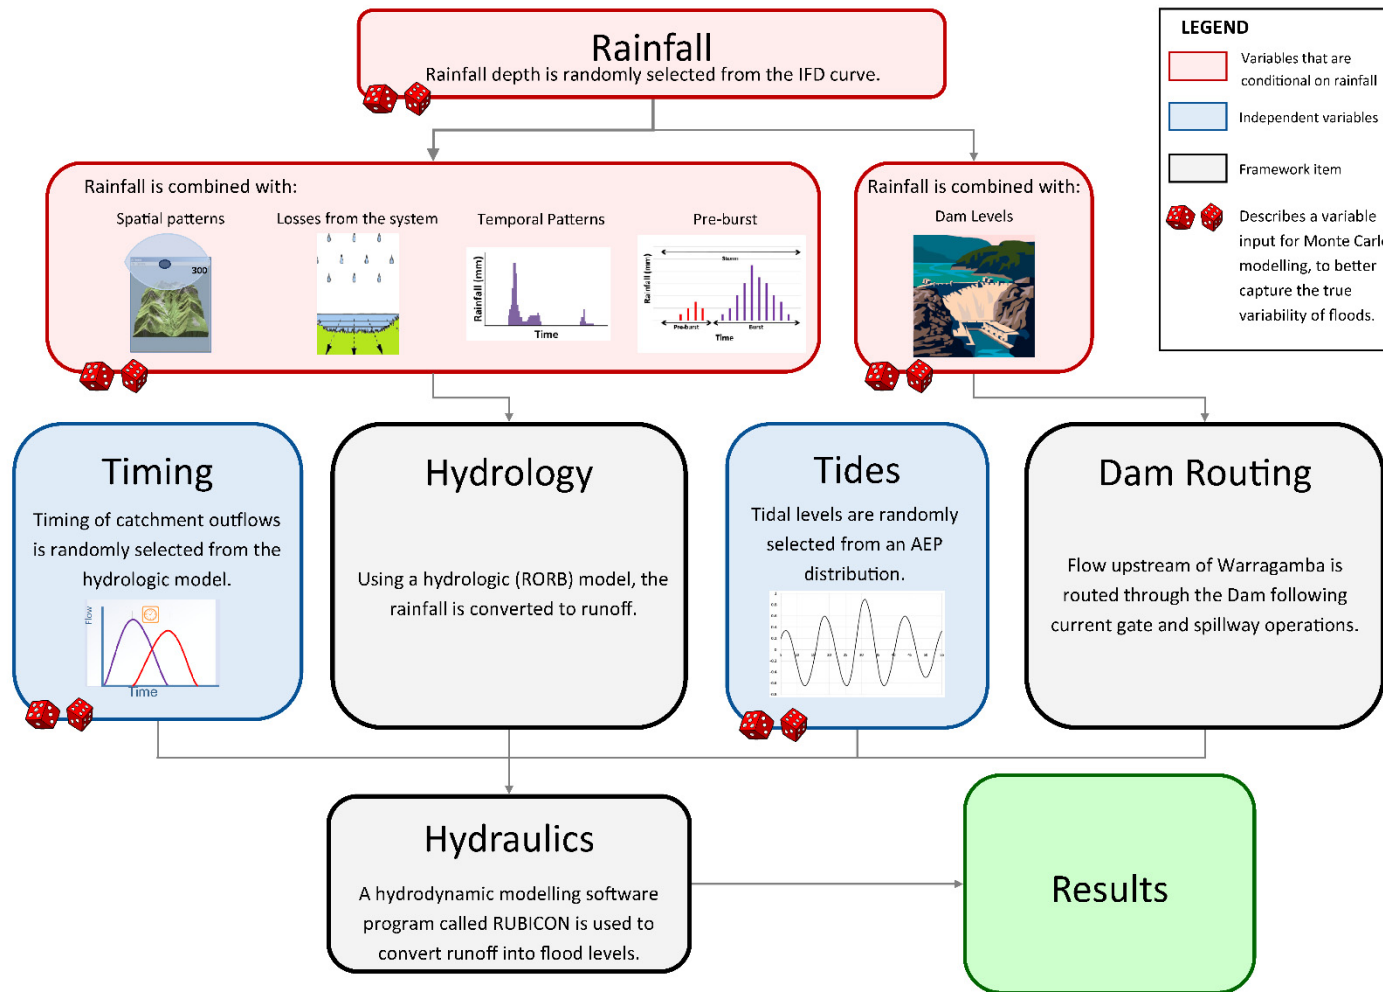 Rainfall
Rainfall depth is randomly selected from the IFD curve.
LEGEND
Variables that are
conditional on rainfall
Independent variables
Framework item
Describes a variable
input for Monte Carl
modelling, to better
capture the true
variability of floods.
Rainfall is combined with:
Spatial patterns
300
Losses from the system
Temporal Patterns
Rainfall (mm)
Time
Pre-burst
Storm
Rainfall (mm)
Pre-burst
Burst
Time
Rainfall is combined with:
Dam Levels
Timing
Timing of catchment outflows
is randomly selected from the
hydrologic model.
Flow
Time
Hydrology
Using a hydrologic (RORB) model, the
rainfall is converted to runoff.
Tides
Tidal levels are randomly
selected from an AEP
distribution.
Dam Routing
Flow upstream of Warragamba is
routed through the Dam following
current gate and spillway operations.
Hydraulics
A hydrodynamic modelling software
program called RUBICON is used to
convert runoff into flood levels.
Results